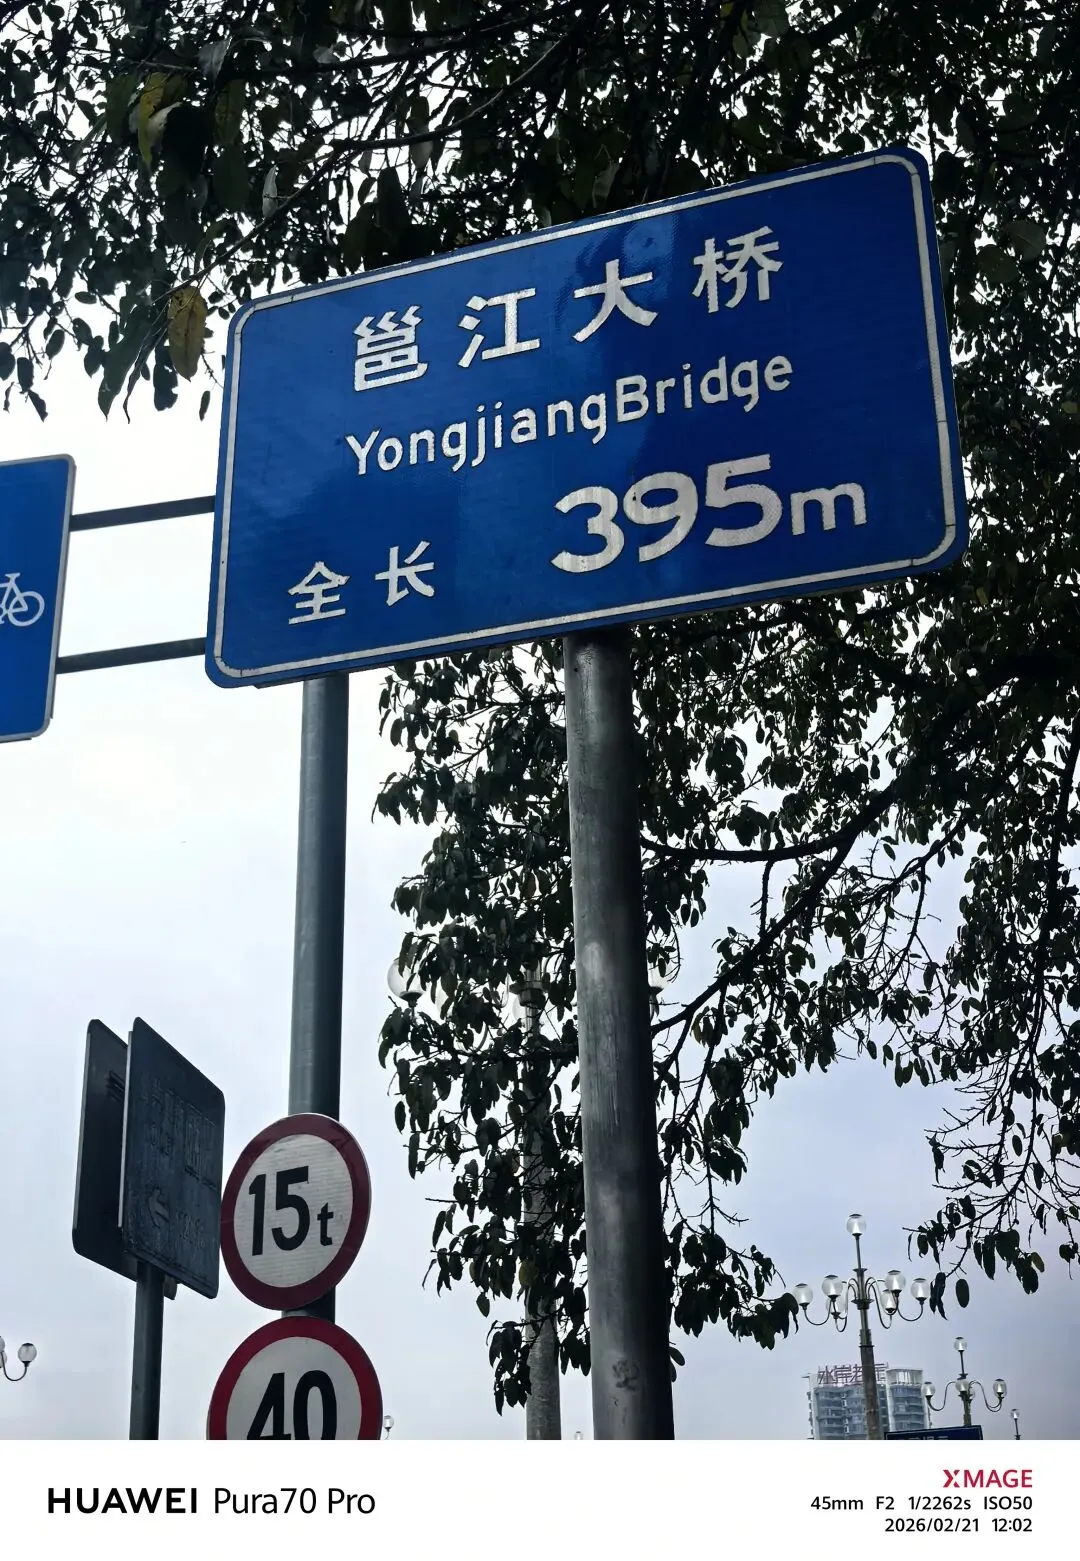 邕江大桥
YongjiangBridge
全长 395m
15t
40
HUAWEI Pura70 Pro
XMAGE
45mm F2 1/2262s ISO50
2026/02/21 12:02